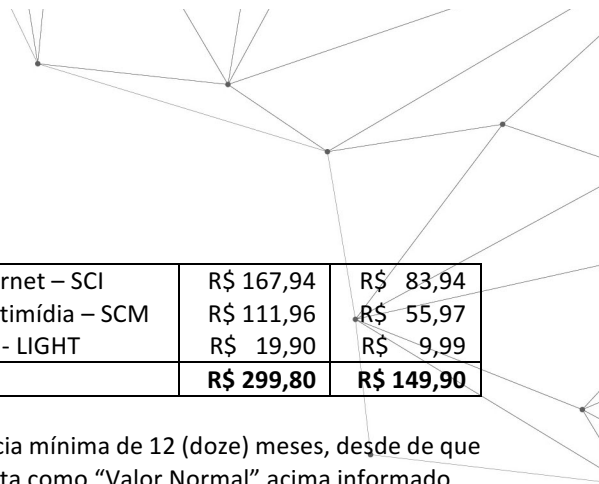 rnet – SCI R$ 167,94 R$ 83,94
timídia – SCM R$ 111,96 R$ 55,97
- LIGHT R$ 19,90 R$ 9,99
R$ 299,80 R$ 149,90
cia mínima de 12 (doze) meses, desde de que
ta como “Valor Normal” acima informado